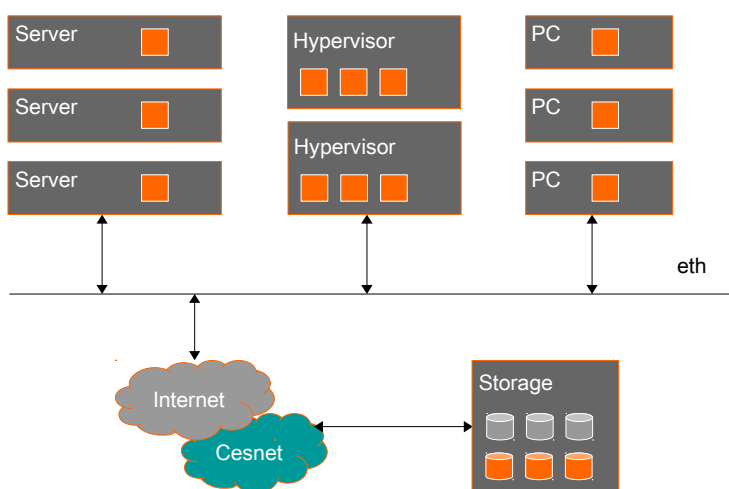 Server
Hypervisor
PC
Server
PC
Hypervisor
Server
PC
eth
Internet
Storage
Cesnet